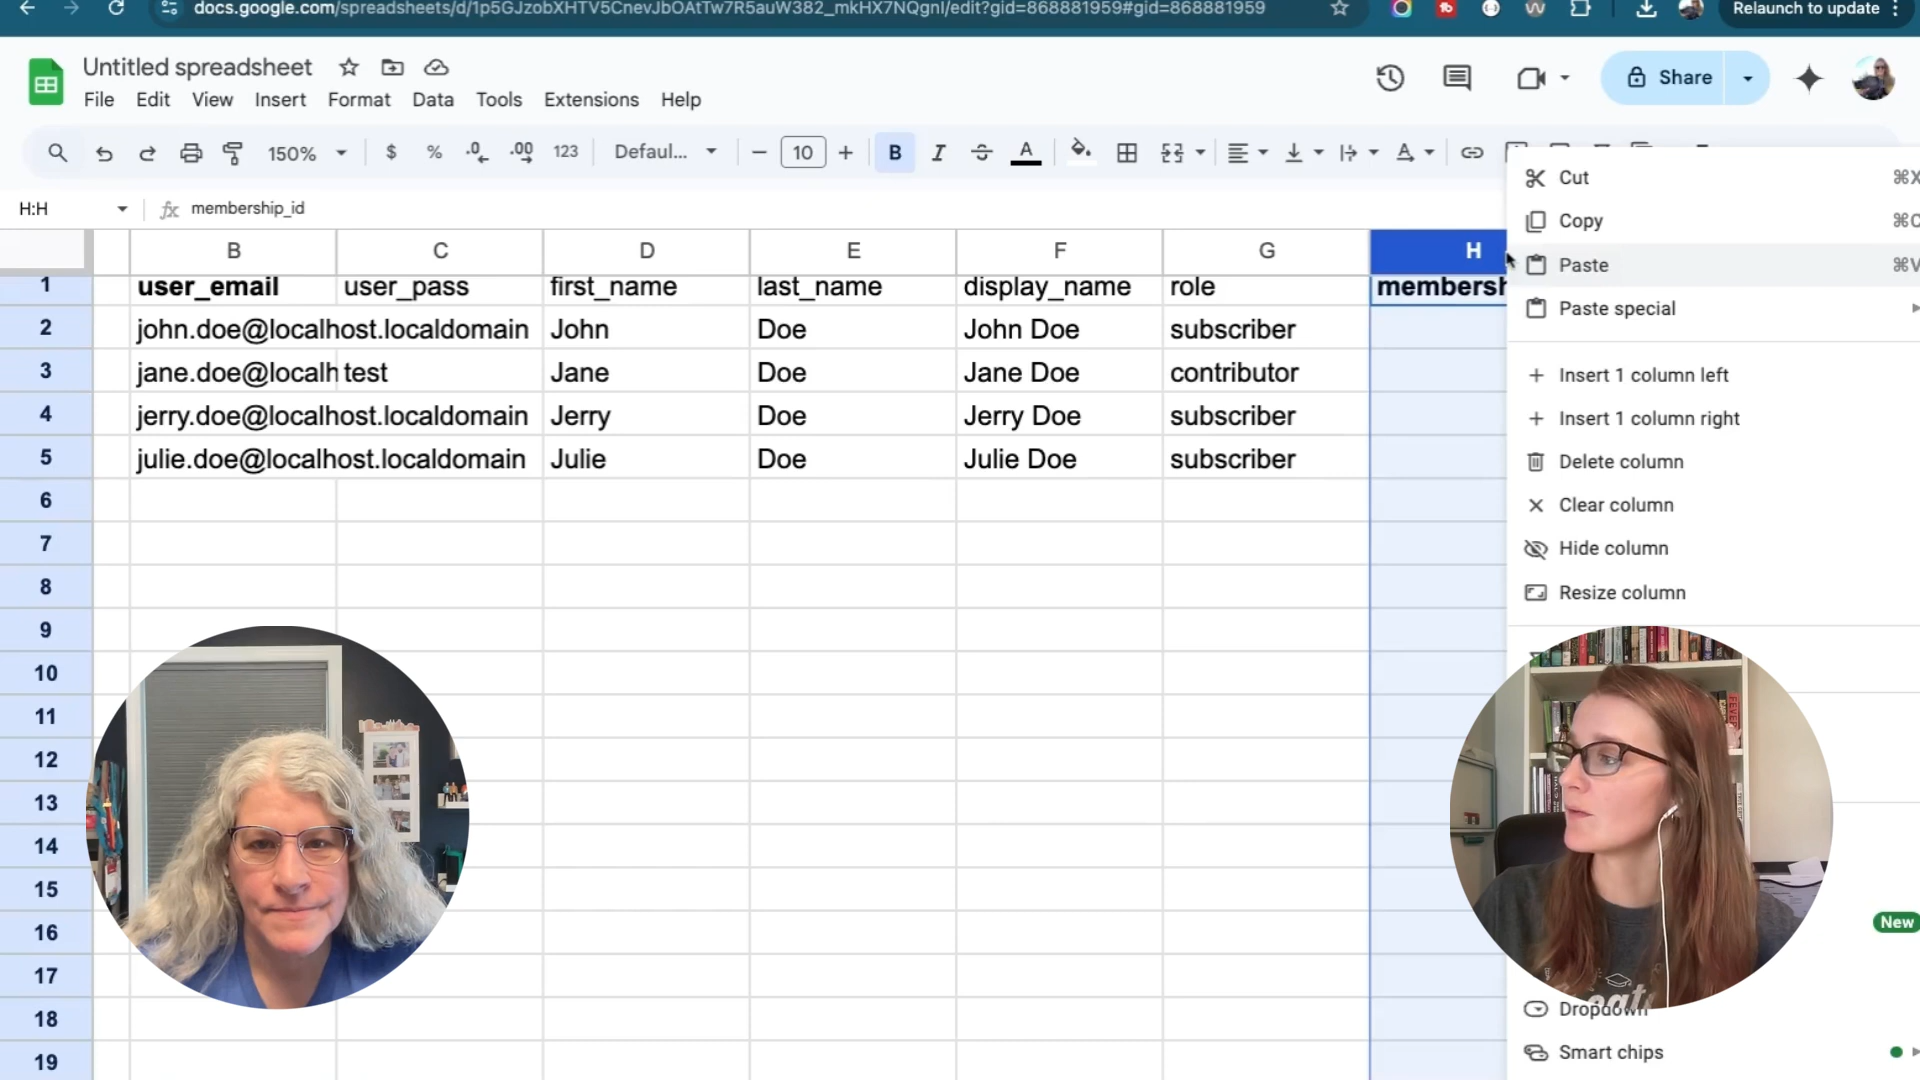 docs.google.com/spreadsheets/d/1p5GJzobXHTV5CnevJbOAtTw7R5auW382_mkHX7NQgnI/edit?gid=868881959#gid=868881959
Relaunch to update
Untitled spreadsheet
File Edit View Insert Format Data Tools Extensions Help
Share
150% $ % .0 .00 123 Defaul... 10 B I A
H:H fx membership_id
B C D E F G H
1 user_email user_pass first_name last_name display_name role membersh
2 john.doe@localhost.localdomain John Doe John Doe subscriber
3 jane.doe@localh test Jane Doe Jane Doe contributor
4 jerry.doe@localhost.localdomain Jerry Doe Jerry Doe subscriber
5 julie.doe@localhost.localdomain Julie Doe Julie Doe subscriber
6
7
8
9
10
11
12
13
14
15
16
17
18
19
Cut ⌘X
Copy ⌘C
Paste ⌘V
Paste special
Insert 1 column left
Insert 1 column right
Delete column
Clear column
Hide column
Resize column
New
Dropdown
Smart chips